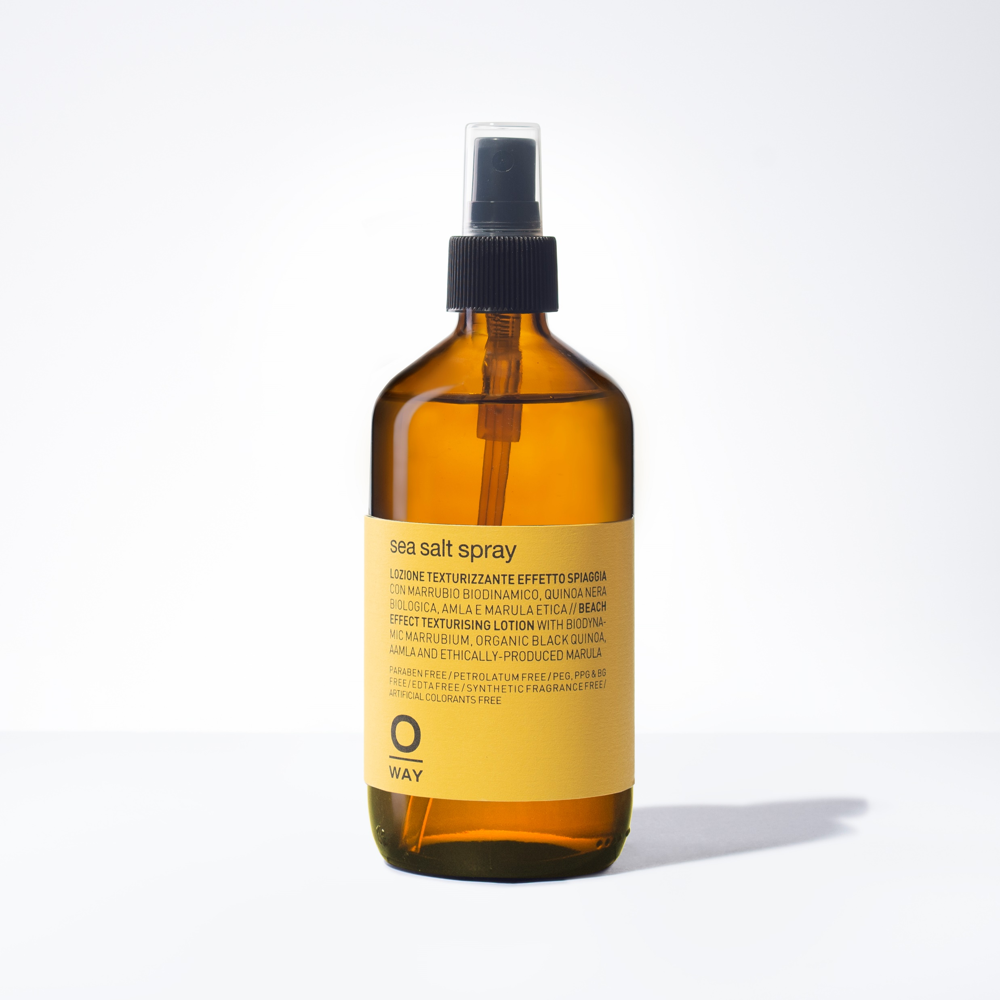 sea salt spray
LOZIONE TEXTURIZZANTE EFFETTO SPIAGGIA
CON MARRUBIO BIODINAMICO, QUINOA NERA
BIOLOGICA, AMLA E MARULA ETICA // BEACH
EFFECT TEXTURISING LOTION WITH BIODYNA-
MIC MARRUBIUM, ORGANIC BLACK QUINOA,
AAMLA AND ETHICALLY-PRODUCED MARULA
PARABEN FREE / PETROLATUM FREE / PEG, PPG & BG
FREE / EDTA FREE / SYNTHETIC FRAGRANCE FREE /
ARTIFICIAL COLORANTS FREE
O
WAY